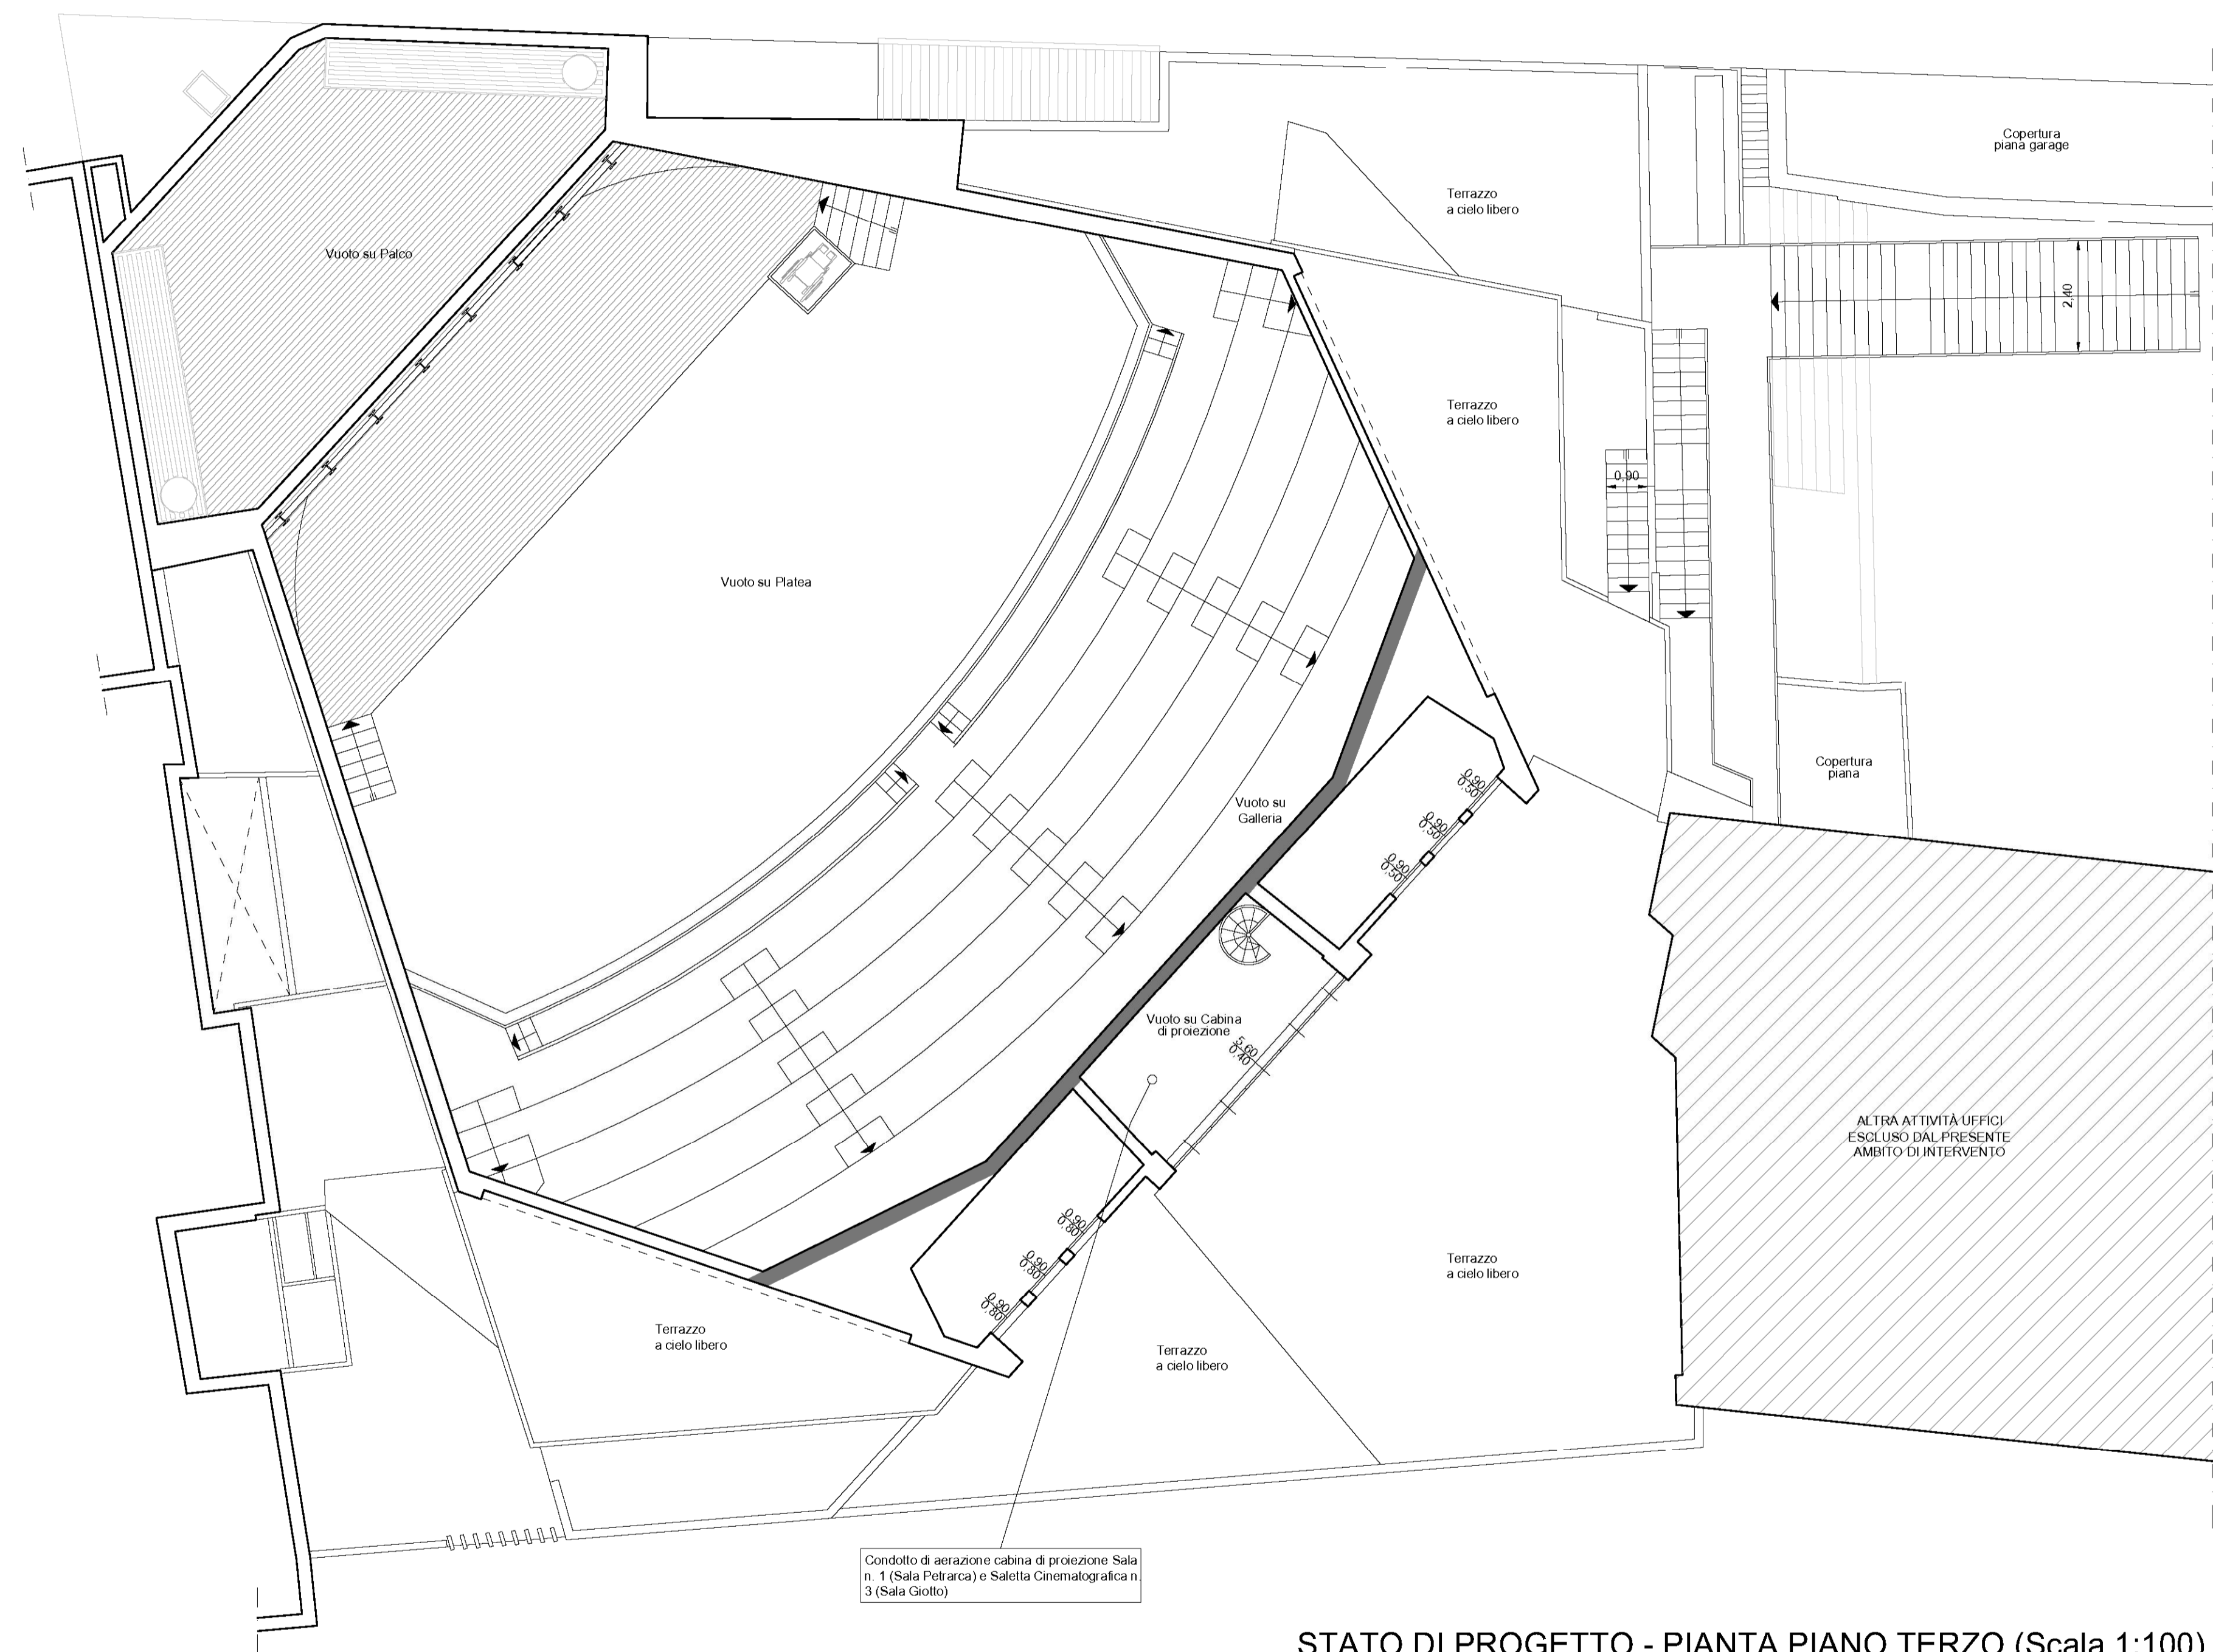 Copertura
piana garage
Terrazzo
a cielo libero
Vuoto su Palco
2,40
Terrazzo
a cielo libero
0,90
Vuoto su Platea
Copertura
piana
0,90
0,50
0,90
0,50
0,90
0,50
Vuoto su
Galleria
Vuoto su Cabina
di proiezione
5,60
0,40
ALTRA ATTIVITÀ UFFICI
ESCLUSO DAL PRESENTE
AMBITO DI INTERVENTO
0,90
0,80
0,90
0,80
0,90
0,80
Terrazzo
a cielo libero
Terrazzo
a cielo libero
Terrazzo
a cielo libero
Condotto di aerazione cabina di proiezione Sala
n. 1 (Sala Petrarca) e Saletta Cinematografica n.
3 (Sala Giotto)
STATO DI PROGETTO - PIANTA PIANO TERZO (Scala 1:100)